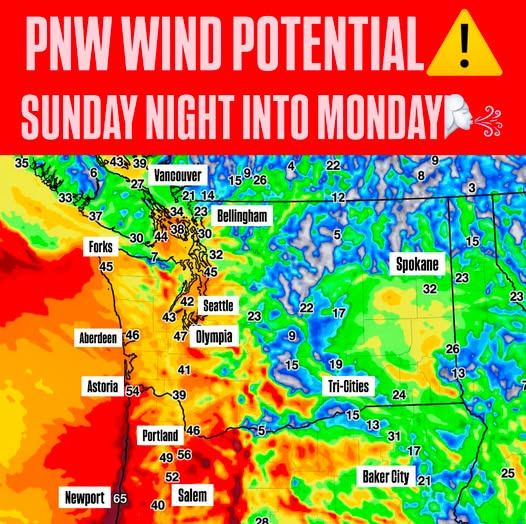 PNW WIND POTENTIAL
SUNDAY NIGHT INTO MONDAY
35 43 39 4 22 9
6 27 Vancouver 15 9 26 8
33 21 14 12 3
37 34 23 Bellingham
30 44 38 30 5 15
Forks 7 32
45 45 Spokane 23
42 Seattle 22 32 23
43 23 17
Aberdeen 46 47 Olympia 9 26
41 15 19 13
Astoria 54 39 Tri-Cities 24 7
15
Portland 46 5 13 31
49 56 17
52 Baker City 21 25
Newport 65 40 Salem
28